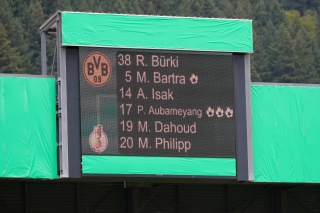 BVB
09
38 R. Bürki
5 M. Bartra
14 A. Isak
17 P. Aubameyang
19 M. Dahoud
20 M. Philipp